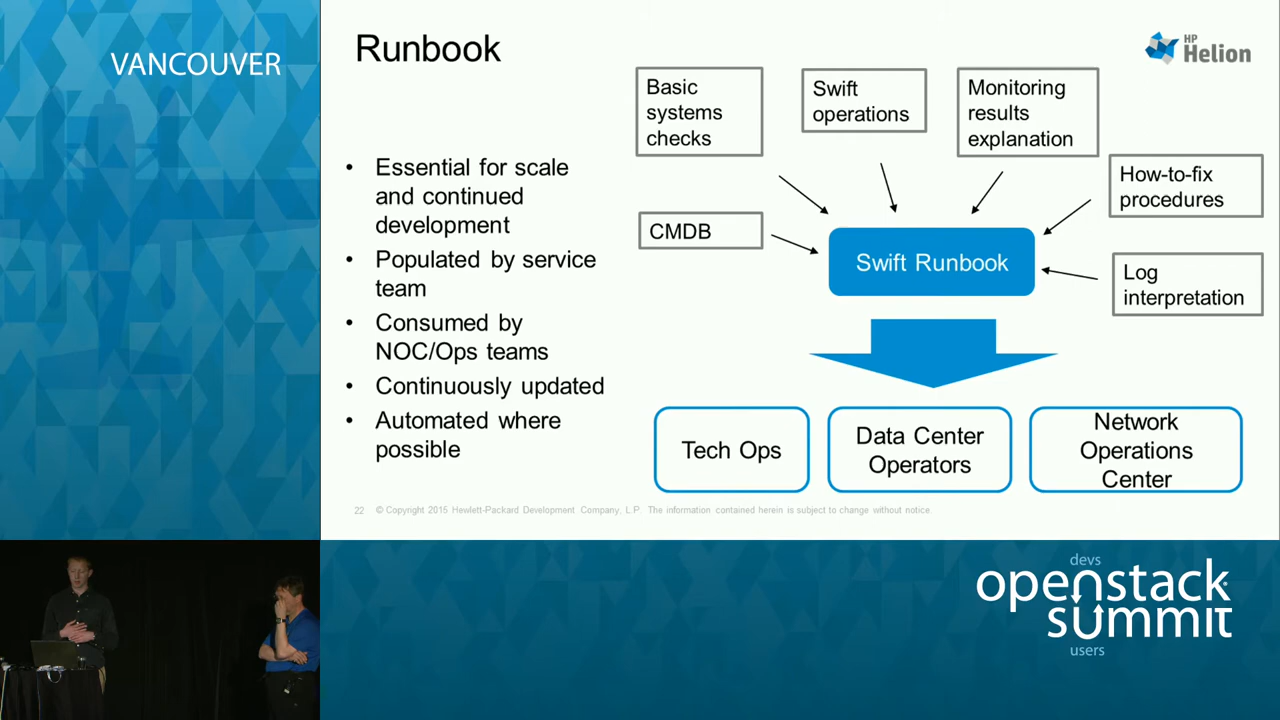 VANCOUVER
Runbook
HP
Helion
• Essential for scale
and continued
development
• Populated by service
team
• Consumed by
NOC/Ops teams
• Continuously updated
• Automated where
possible
Basic
systems
checks
Swift
operations
Monitoring
results
explanation
How-to-fix
procedures
CMDB
Swift Runbook
Log
interpretation
Tech Ops
Data Center
Operators
Network
Operations
Center
22 © Copyright 2015 Hewlett-Packard Development Company, L.P. The information contained herein is subject to change without notice.
devs
openstack
summit
users